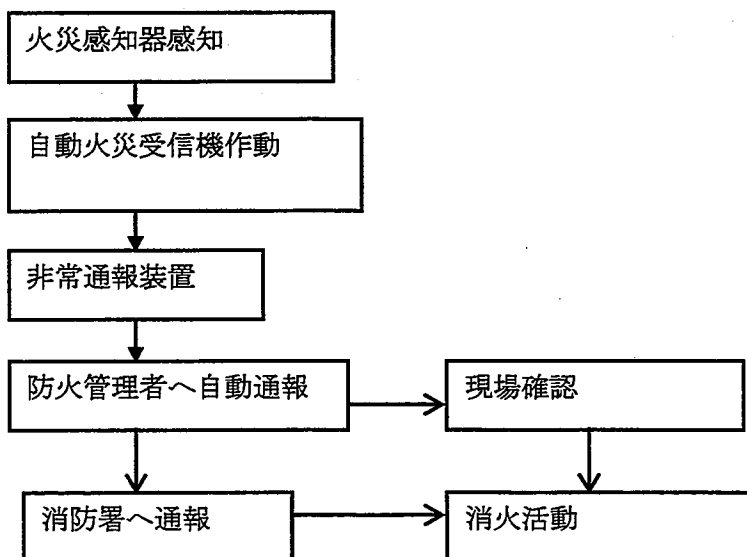 火災感知器感知
自動火災受信機作動
非常通報装置
防火管理者へ自動通報
現場確認
消防署へ通報
消火活動